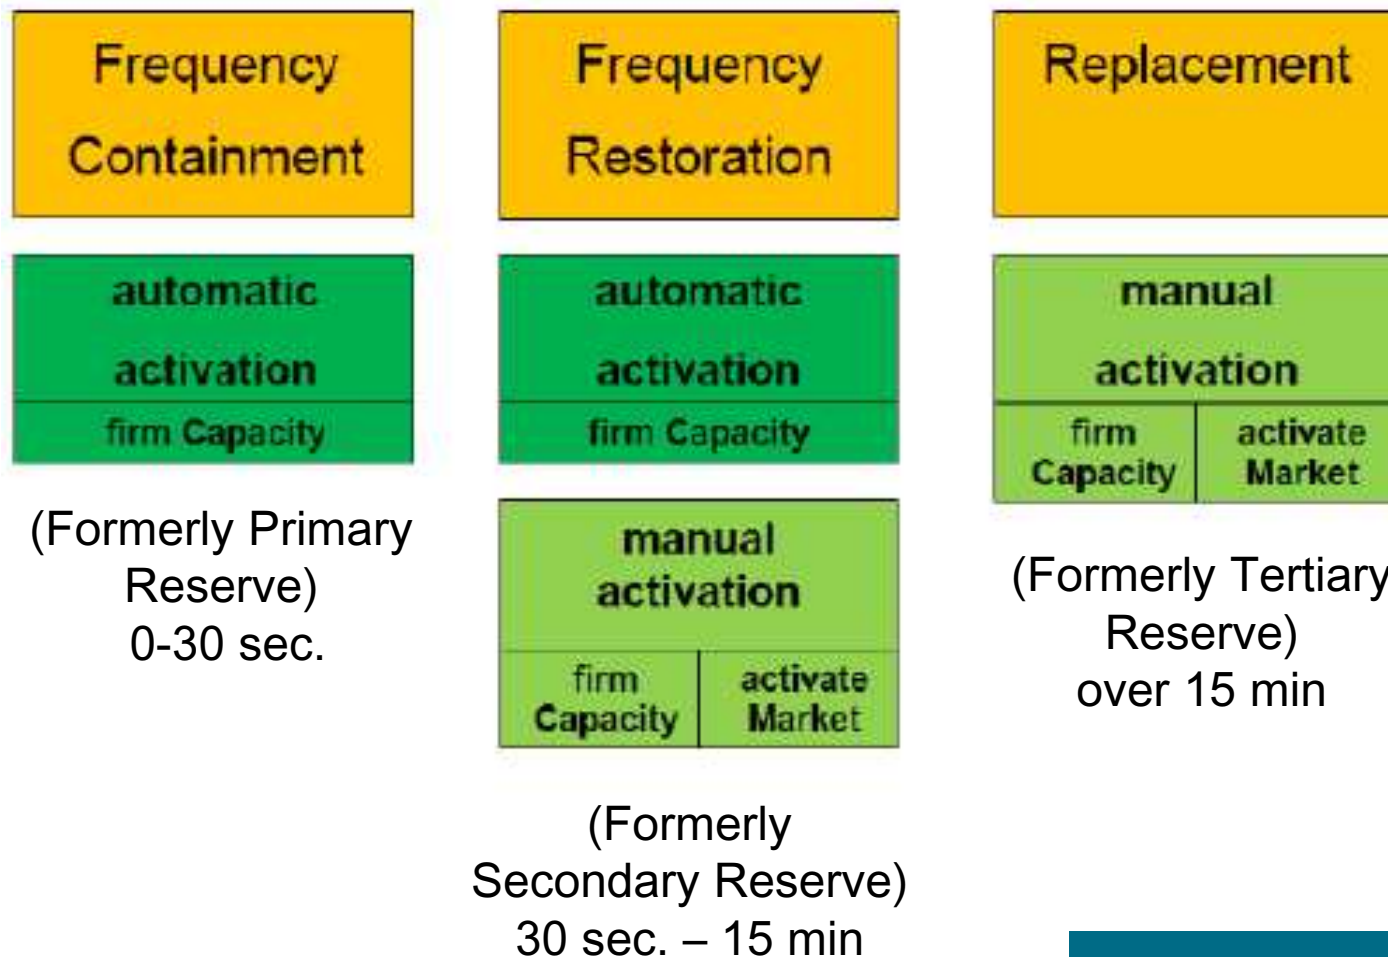 Frequency
Containment
automatic
activation
firm Capacity
(Formerly Primary
Reserve)
0-30 sec.
Frequency
Restoration
automatic
activation
firm Capacity
manual
activation
firm
Capacity
activate
Market
(Formerly
Secondary Reserve)
30 sec. – 15 min
Replacement
manual
activation
firm
Capacity
activate
Market
(Formerly Tertiary
Reserve)
over 15 min